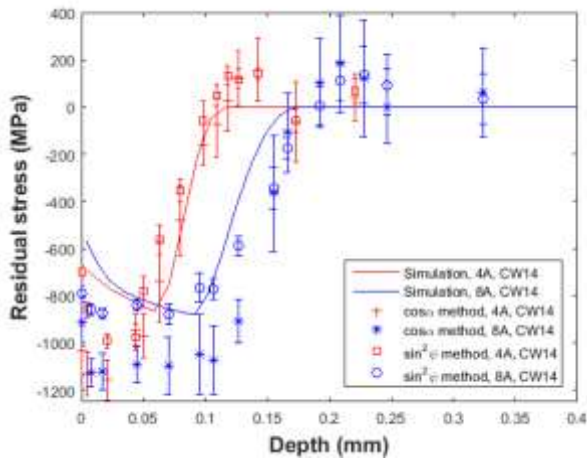 400
200
0
-200
-400
-600
-800
-1000
-1200
Residual stress (MPa)
Simulation, 4A, CW14
Simulation, 8A, CW14
cosα method, 4A, CW14
cosα method, 8A, CW14
sin²ψ method, 4A, CW14
sin²ψ method, 8A, CW14
0 0.05 0.1 0.15 0.2 0.25 0.3 0.35 0.4
Depth (mm)